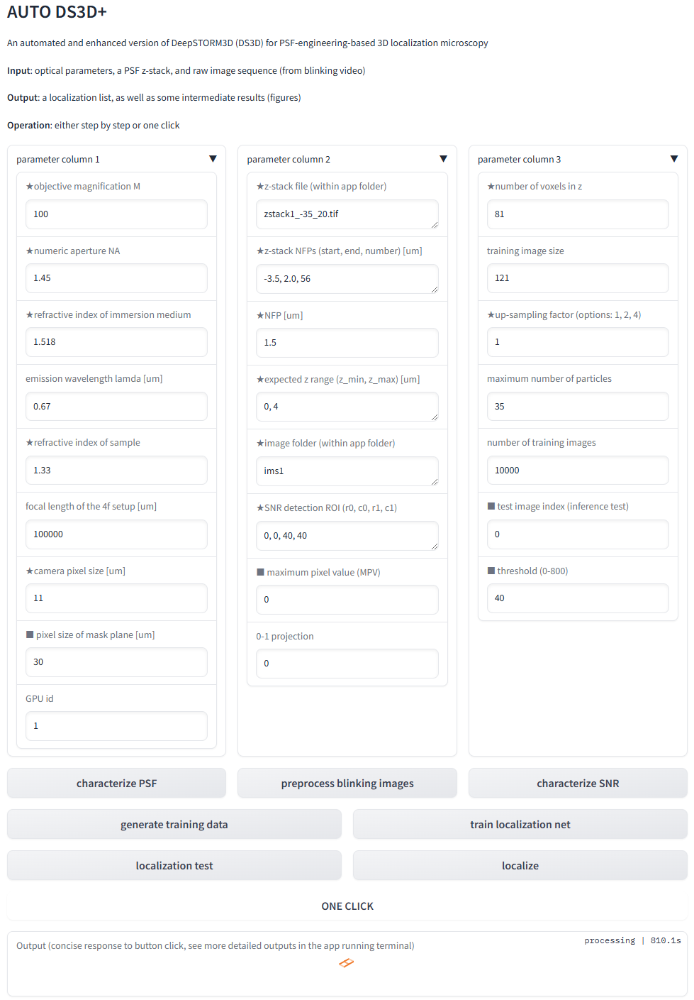 AUTO DS3D+
An automated and enhanced version of DeepSTORM3D (DS3D) for PSF-engineering-based 3D localization microscopy
Input: optical parameters, a PSF z-stack, and raw image sequence (from blinking video)
Output: a localization list, as well as some intermediate results (figures)
Operation: either step by step or one click
parameter column 1 ▼
★objective magnification M
100
★numeric aperture NA
1.45
★refractive index of immersion medium
1.518
emission wavelength lamda [um]
0.67
★refractive index of sample
1.33
focal length of the 4f setup [um]
100000
★camera pixel size [um]
11
■ pixel size of mask plane [um]
30
GPU id
1
parameter column 2 ▼
★z-stack file (within app folder)
zstack1_-35_20.tif
★z-stack NFPs (start, end, number) [um]
-3.5, 2.0, 56
★NFP [um]
1.5
★expected z range (z_min, z_max) [um]
0, 4
★image folder (within app folder)
ims1
★SNR detection ROI (r0, c0, r1, c1)
0, 0, 40, 40
■ maximum pixel value (MPV)
0
0-1 projection
0
parameter column 3 ▼
★number of voxels in z
81
training image size
121
★up-sampling factor (options: 1, 2, 4)
1
maximum number of particles
35
number of training images
10000
■ test image index (inference test)
0
■ threshold (0-800)
40
characterize PSF
preprocess blinking images
characterize SNR
generate training data
train localization net
localization test
localize
ONE CLICK
Output (concise response to button click, see more detailed outputs in the app running terminal)
processing | 810.1s